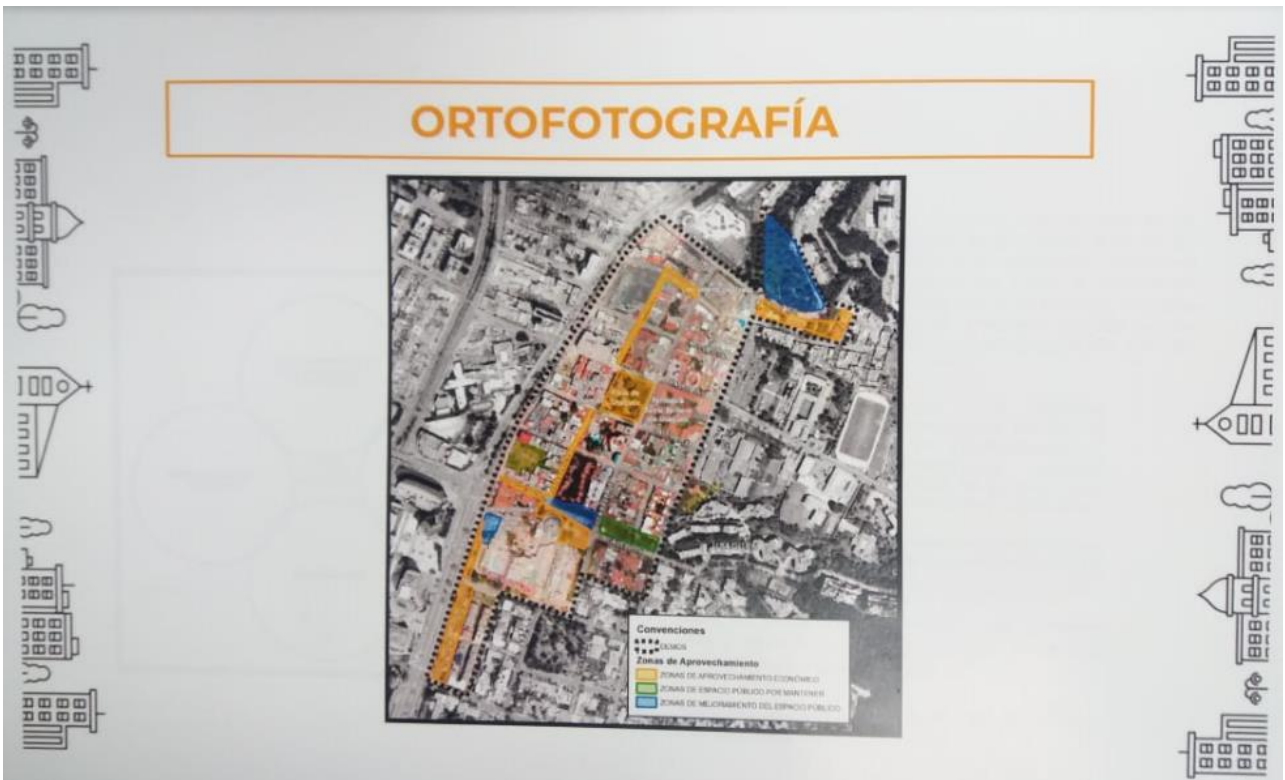 ORTOFOTOGRAFÍA
Convenciones
DEMOS
Zonas de Aprovechamiento
ZONAS DE APROVECHAMIENTO ECONÓMICO
ZONAS DE ESPACIO PÚBLICO POR MANTENER
ZONAS DE MEJORAMIENTO DEL ESPACIO PÚBLICO